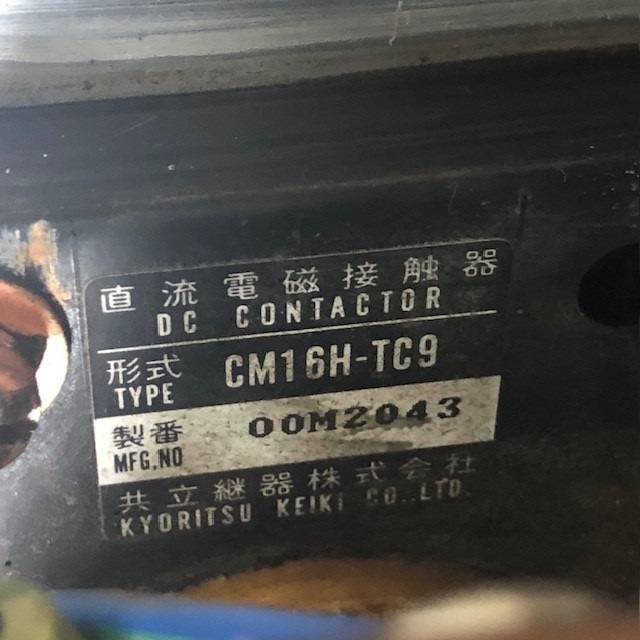 直流電磁接触器
DC CONTACTOR
形式 CM16H-TC9
TYPE
製番 00M2043
MFG.NO
共立継器株式会社
KYORITSU KEIKI CO.,LTD.